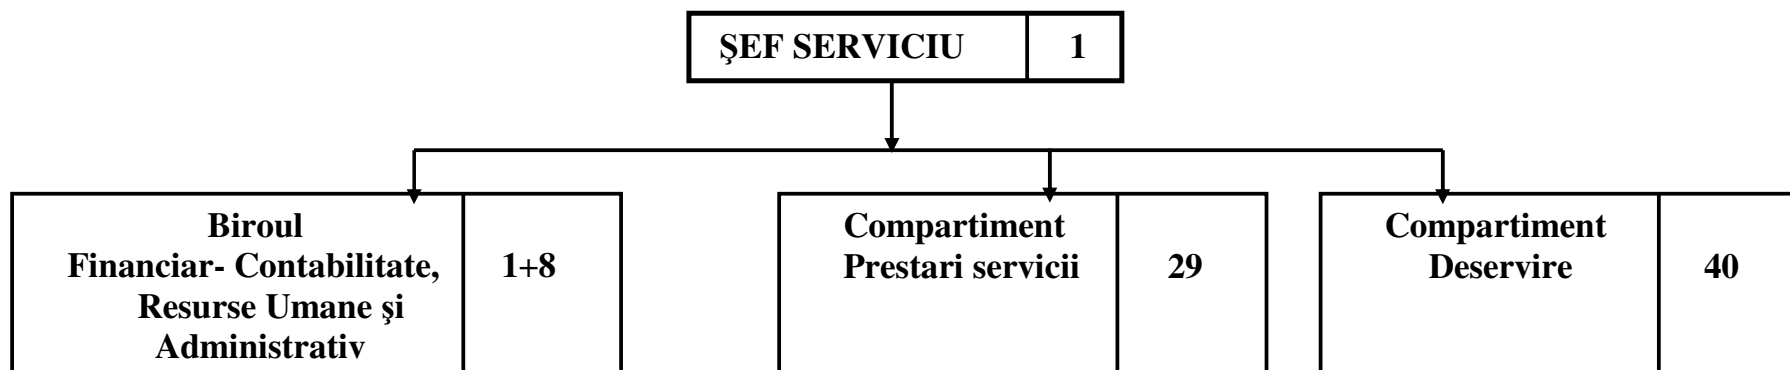 ŞEF SERVICIU 1
Biroul
Financiar- Contabilitate,
Resurse Umane şi
Administrativ
1+8
Compartiment
Prestari servicii
29
Compartiment
Deservire
40